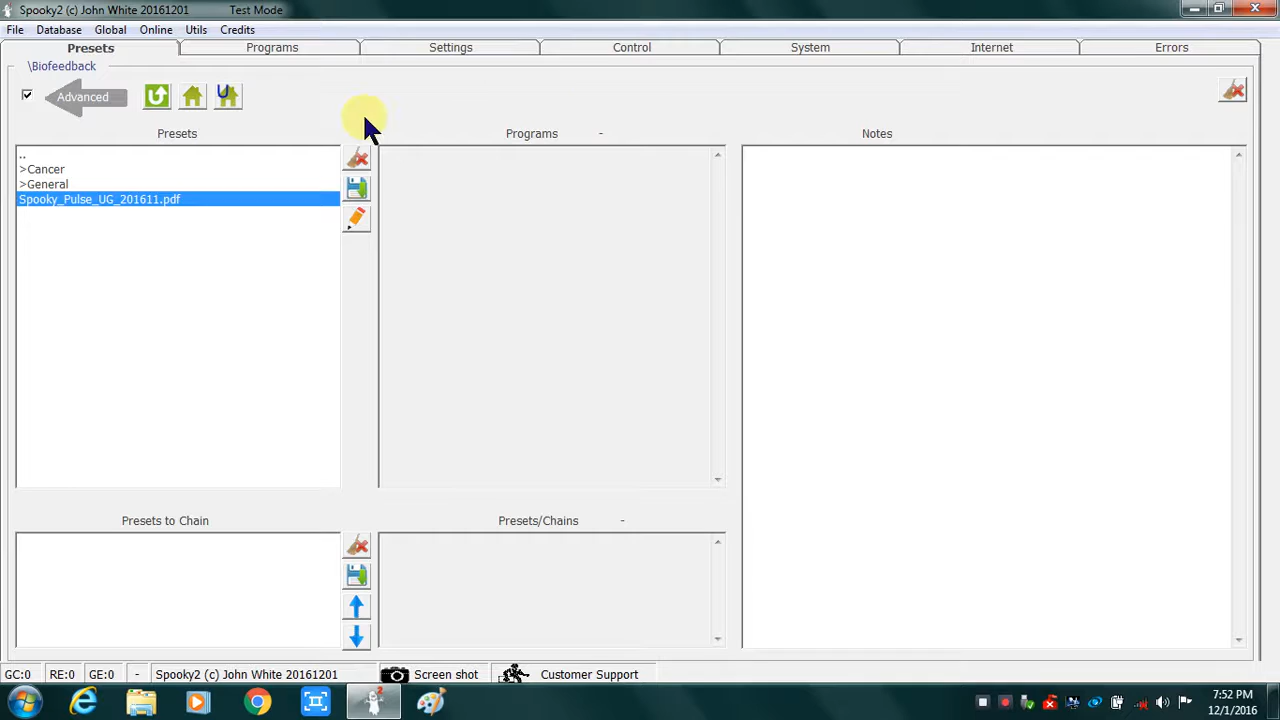 Spooky2 (c) John White 20161201 Test Mode
File Database Global Online Utils Credits
Presets Programs Settings Control System Internet Errors
\Biofeedback
Advanced
Presets Programs - Notes
..
>Cancer
>General
Spooky_Pulse_UG_201611.pdf
Presets to Chain Presets/Chains -
GC:0 RE:0 GE:0 - Spooky2 (c) John White 20161201 Screen shot Customer Support
7:52 PM
12/1/2016